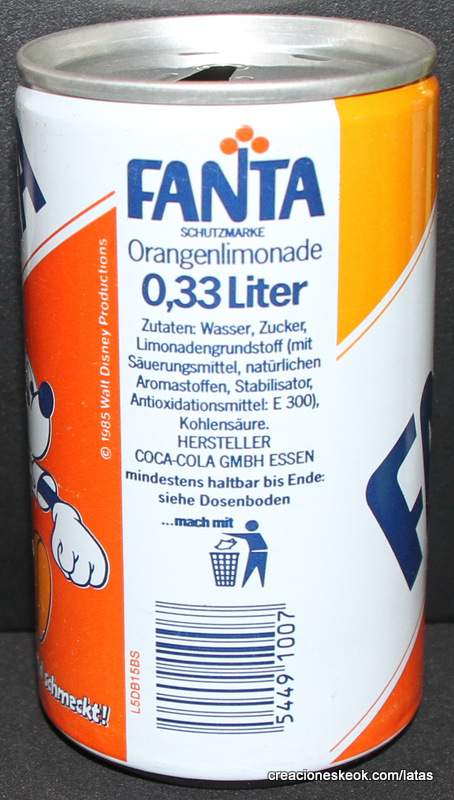 FANTA
SCHUTZMARKE
Orangenlimonade
0,33 Liter
Zutaten: Wasser, Zucker,
Limonadengrundstoff (mit
Säuerungsmittel, natürlichen
Aromastoffen, Stabilisator,
Antioxidationsmittel: E 300),
Kohlensäure.
HERSTELLER
COCA-COLA GMBH ESSEN
mindestens haltbar bis Ende:
siehe Dosenboden
...mach mit
5449 1007
L5DB15BS
© 1985 Walt Disney Productions
schmeckt!
creacioneskeok.com/latas